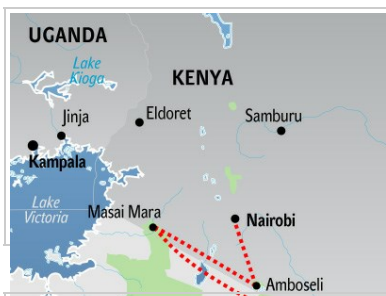 UGANDA
Lake
Kioga
KENYA
Jinja
Eldoret
Samburu
Kampala
Lake
Victoria
Masai Mara
Nairobi
Amboseli